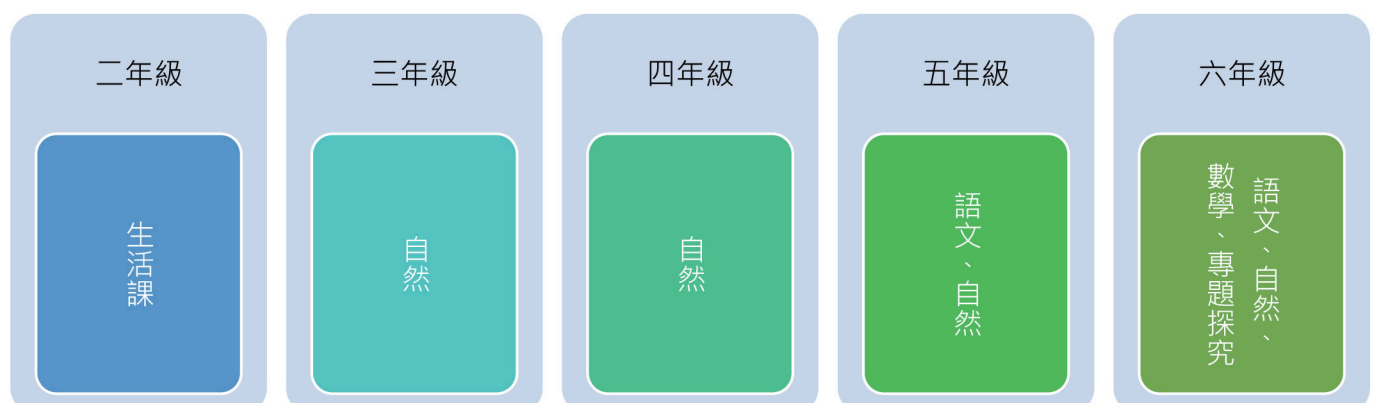 二年級
生活課
三年級
自然
四年級
自然
五年級
語文、自然
六年級
語文、自然、
數學、專題探究